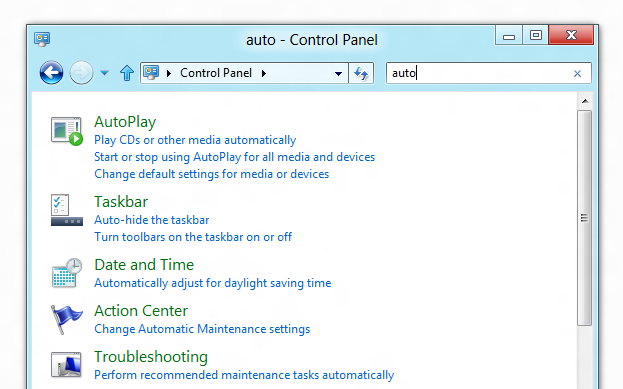 auto - Control Panel
Control Panel
auto
AutoPlay
Play CDs or other media automatically
Start or stop using AutoPlay for all media and devices
Change default settings for media or devices
Taskbar
Auto-hide the taskbar
Turn toolbars on the taskbar on or off
Date and Time
Automatically adjust for daylight saving time
Action Center
Change Automatic Maintenance settings
Troubleshooting
Perform recommended maintenance tasks automatically